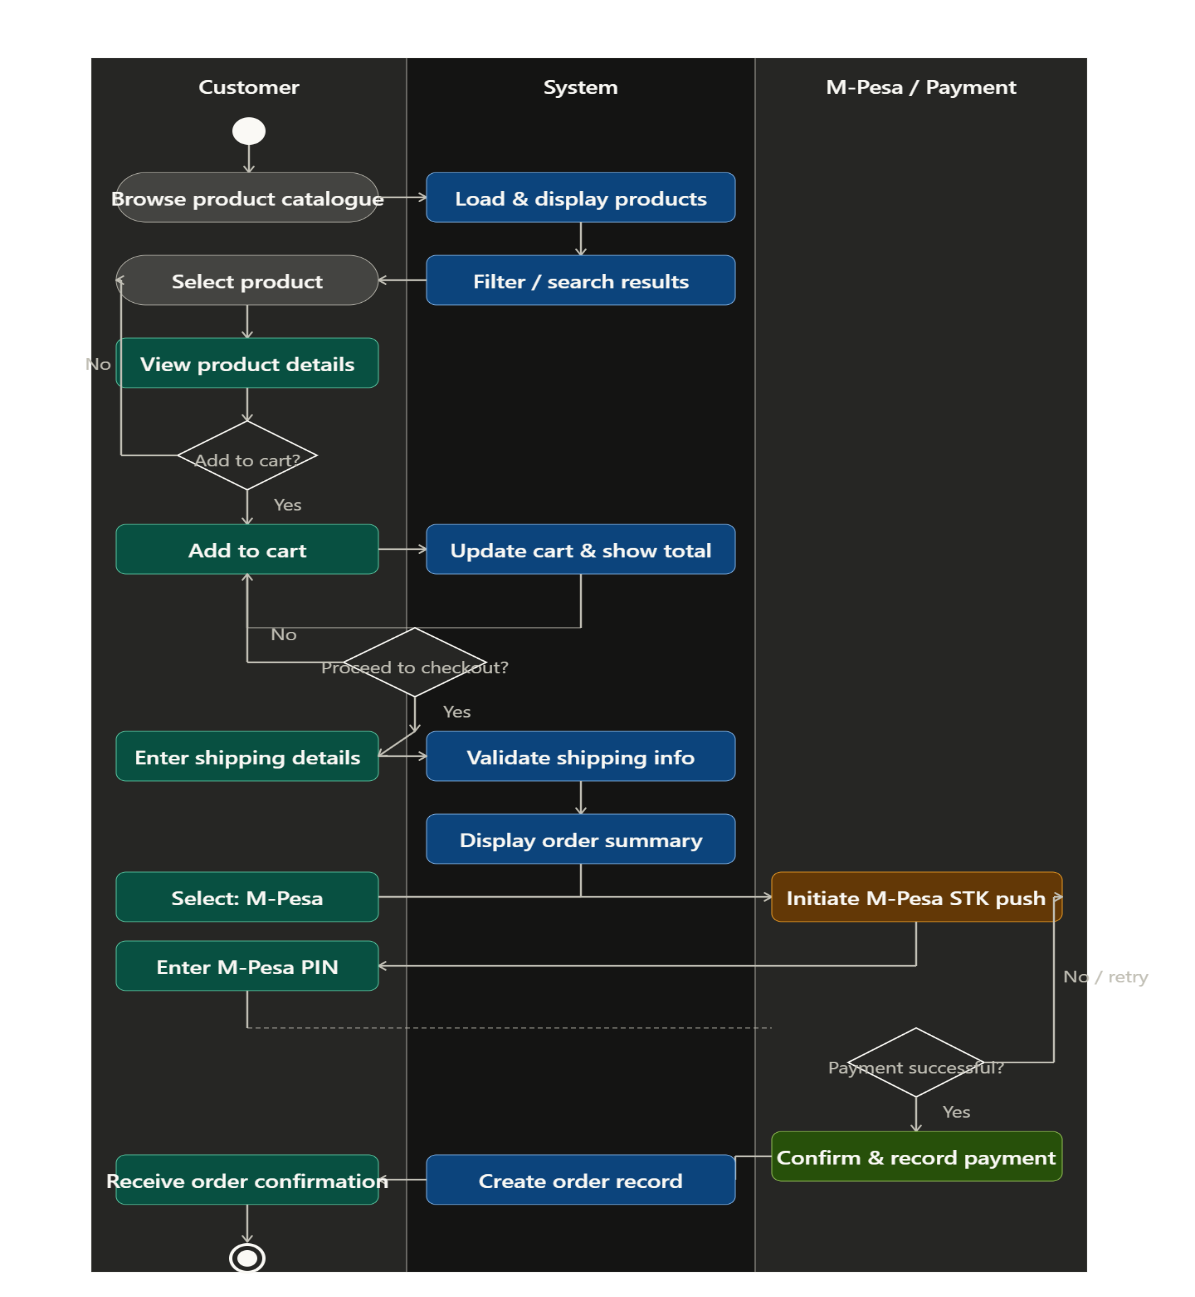 Customer
System
M-Pesa / Payment
Browse product catalogue
Load & display products
Select product
Filter / search results
No
View product details
Add to cart?
Yes
Add to cart
Update cart & show total
No
Proceed to checkout?
Yes
Enter shipping details
Validate shipping info
Display order summary
Select: M-Pesa
Initiate M-Pesa STK push
Enter M-Pesa PIN
No / retry
Payment successful?
Yes
Confirm & record payment
Receive order confirmation
Create order record